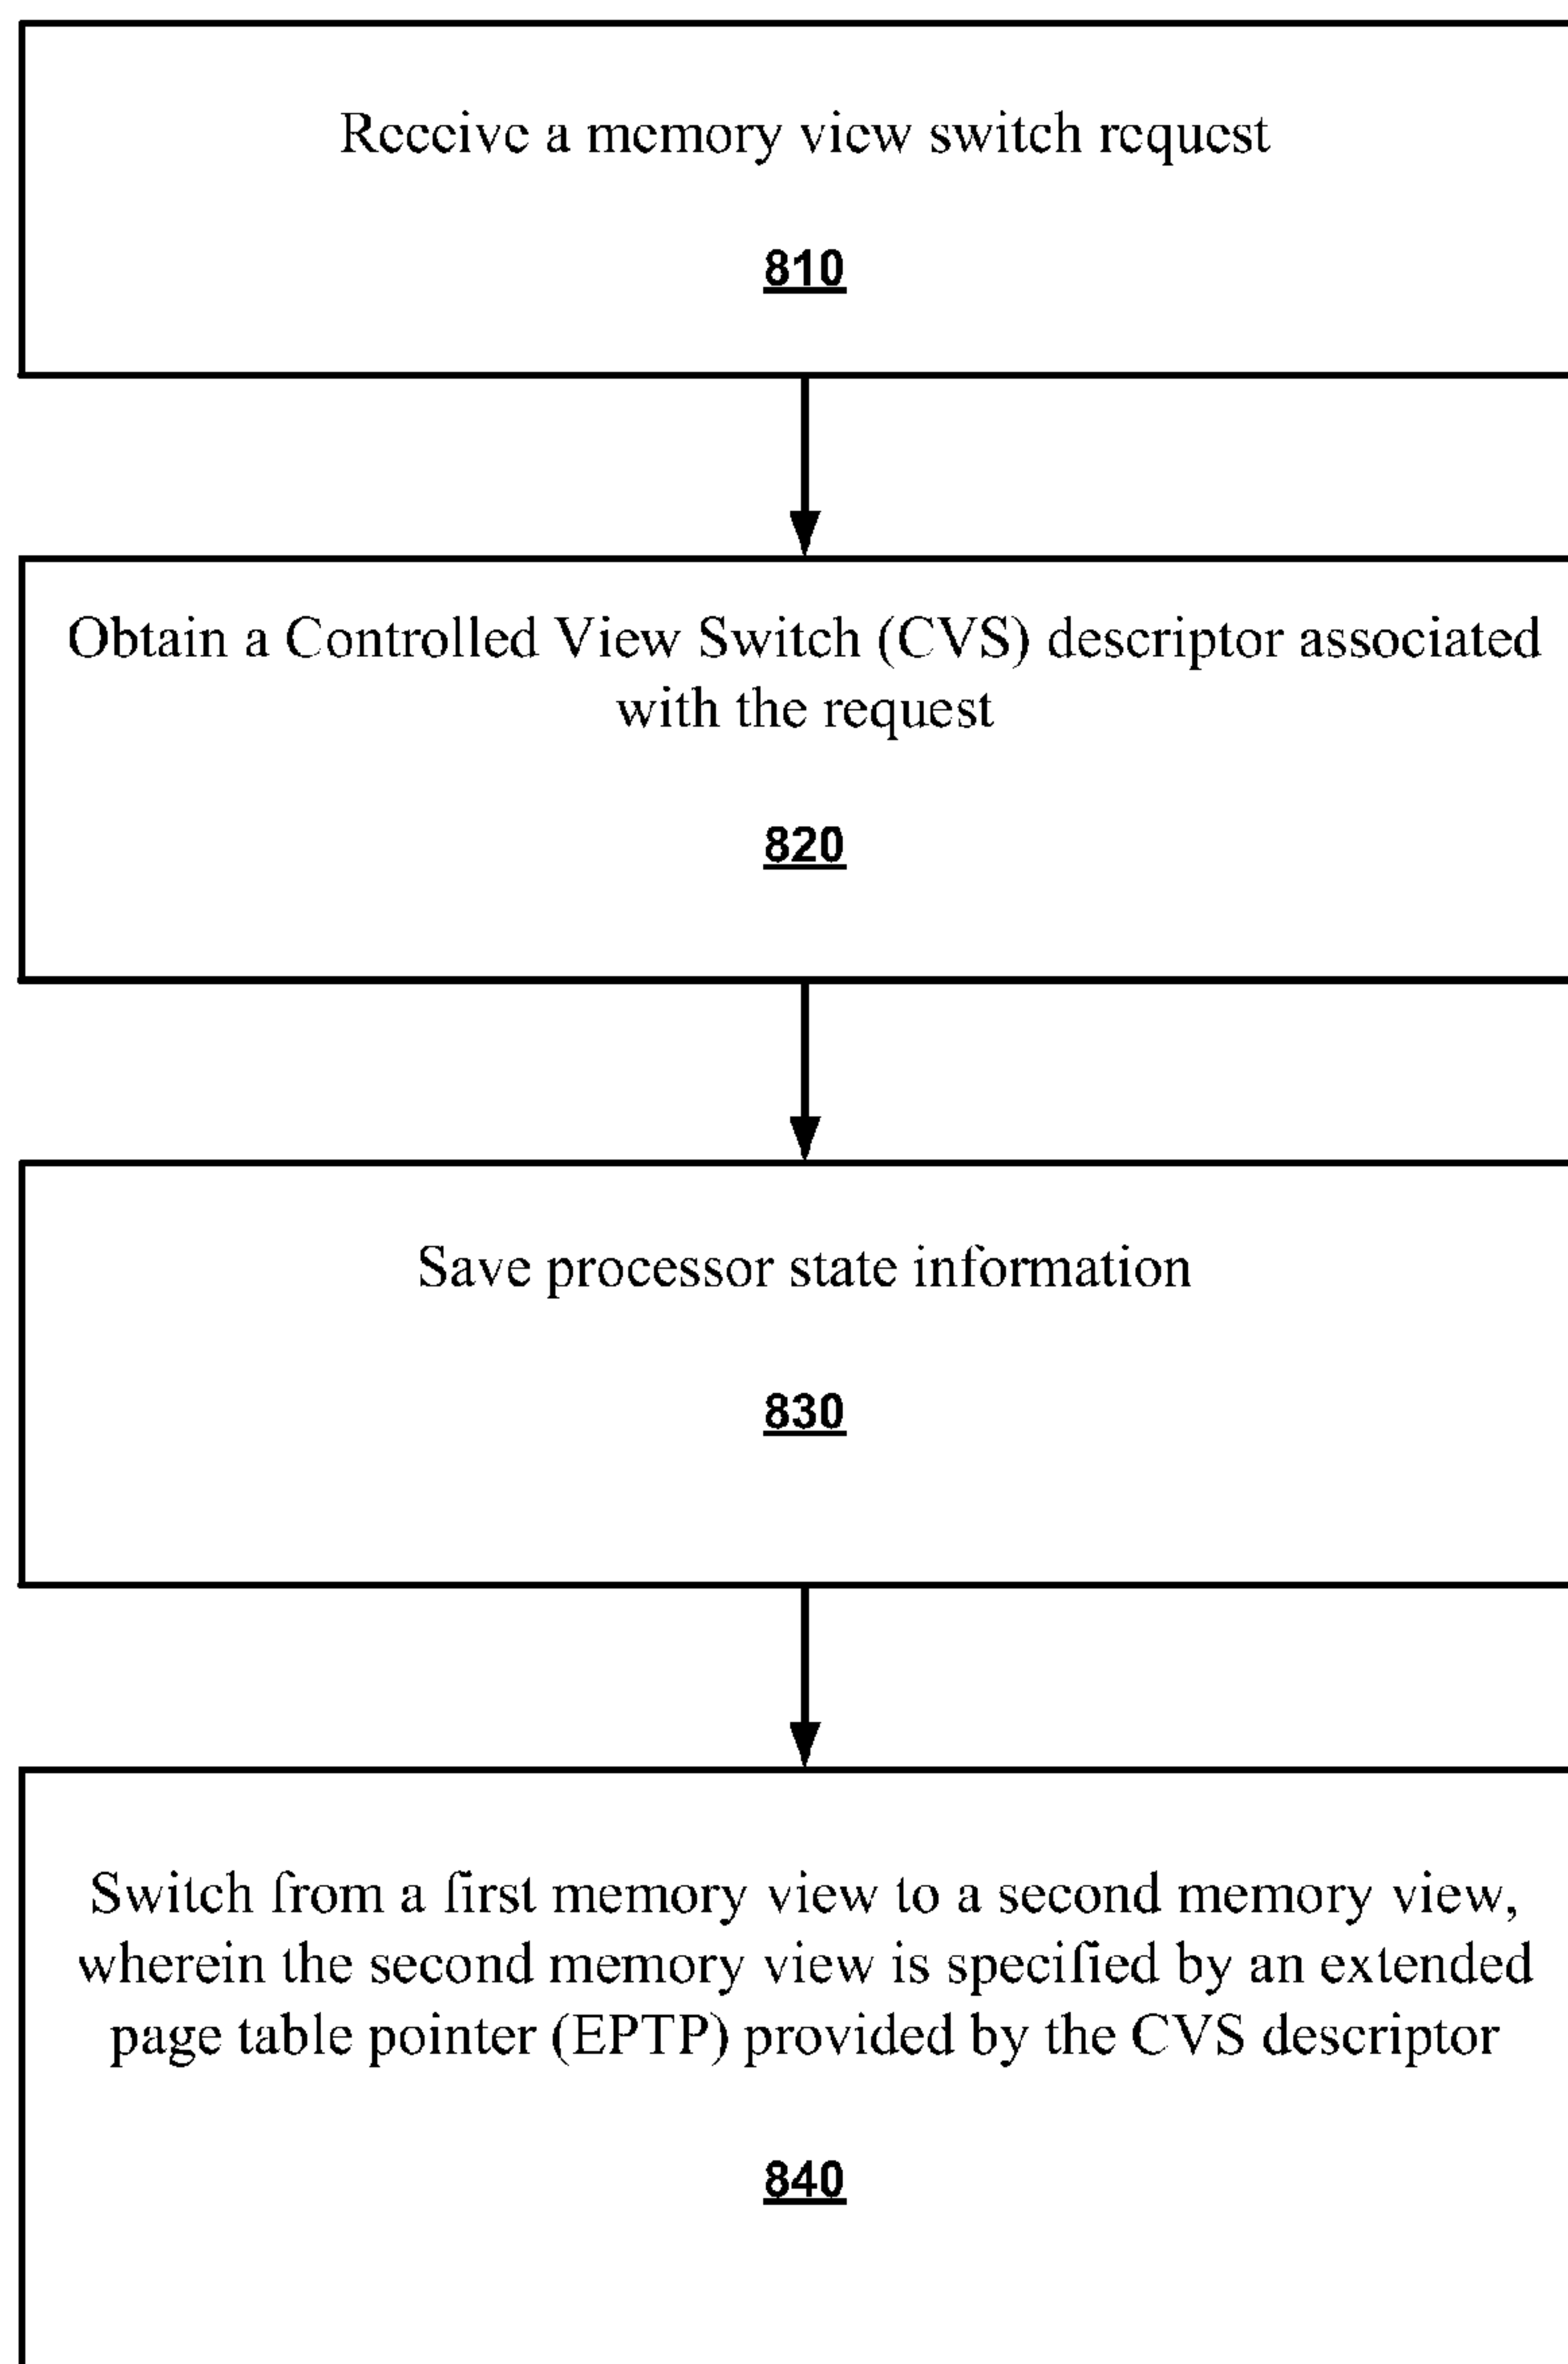 Receive a memory view switch request
810
Obtain a Controlled View Switch (CVS) descriptor associated
with the request
820
Save processor state information
830
Switch from a first memory view to a second memory view,
wherein the second memory view is specified by an extended
page table pointer (EPTP) provided by the CVS descriptor
840